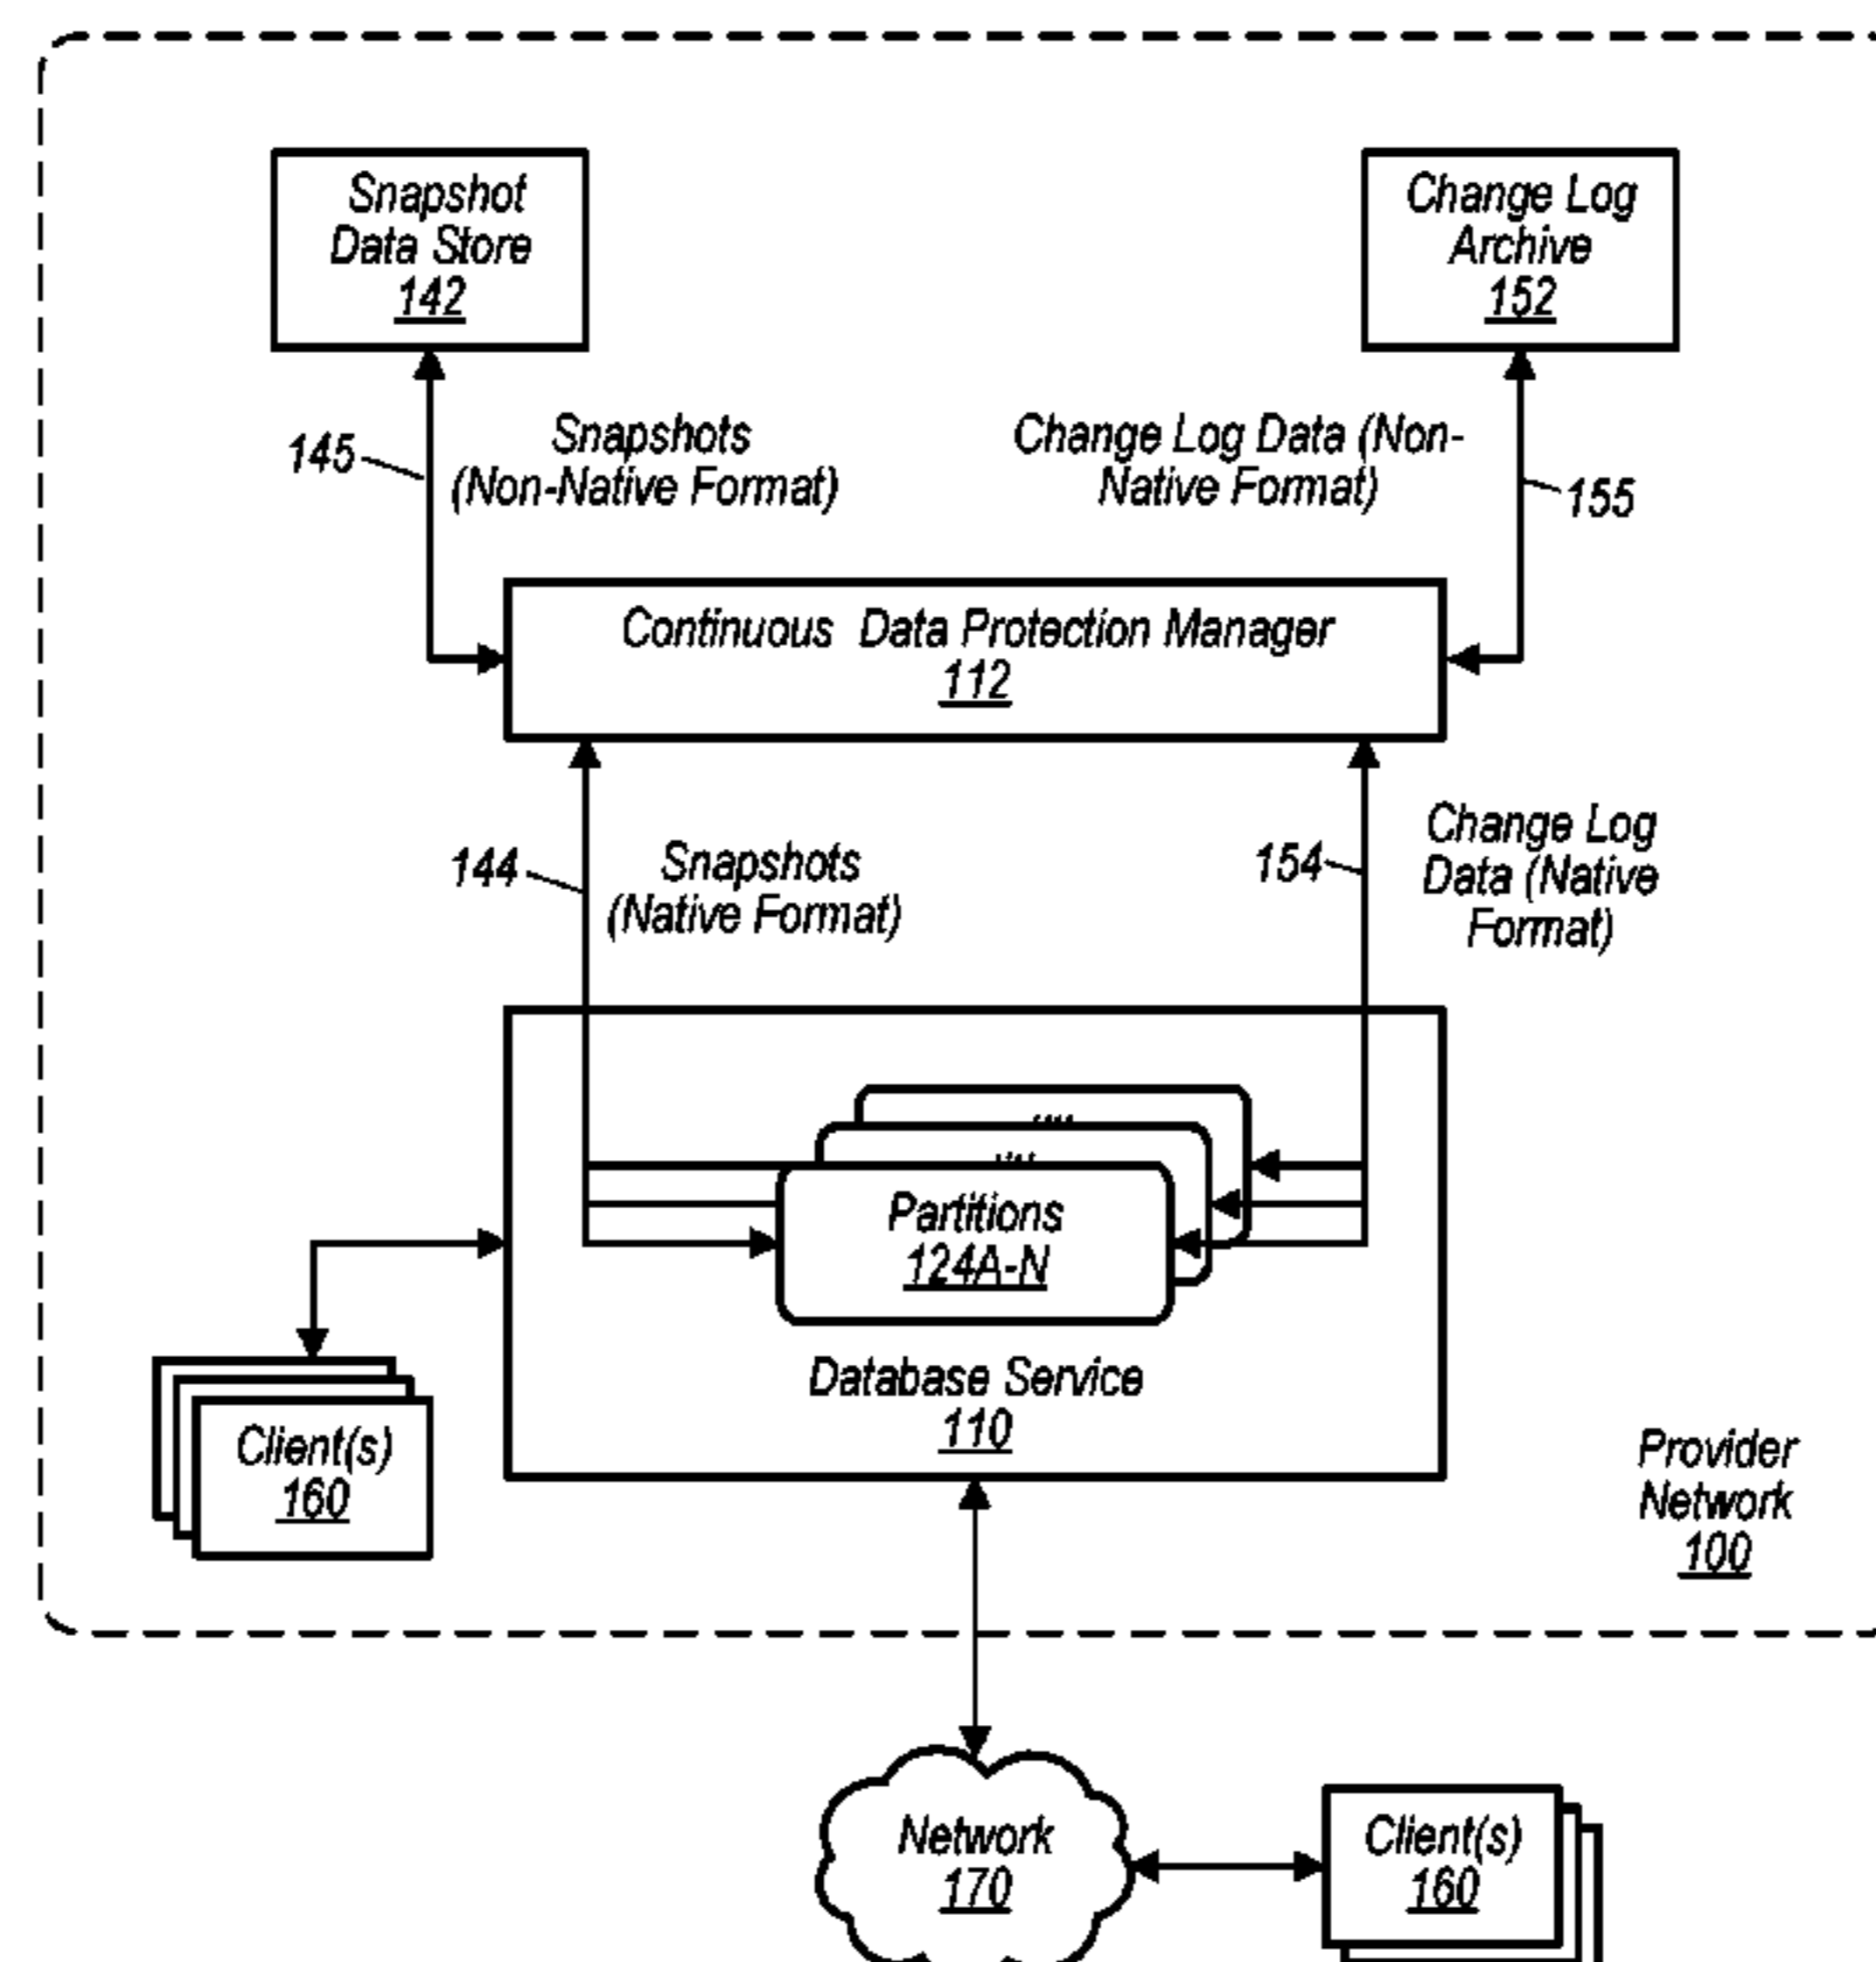 Snapshot
Data Store
142
Change Log
Archive
152
145
Snapshots
(Non-Native Format)
Change Log Data (Non-
Native Format)
155
Continuous Data Protection Manager
112
144
Snapshots
(Native Format)
154
Change Log
Data (Native
Format)
Partitions
124A-N
Database Service
110
Client(s)
160
Provider
Network
100
Network
170
Client(s)
160